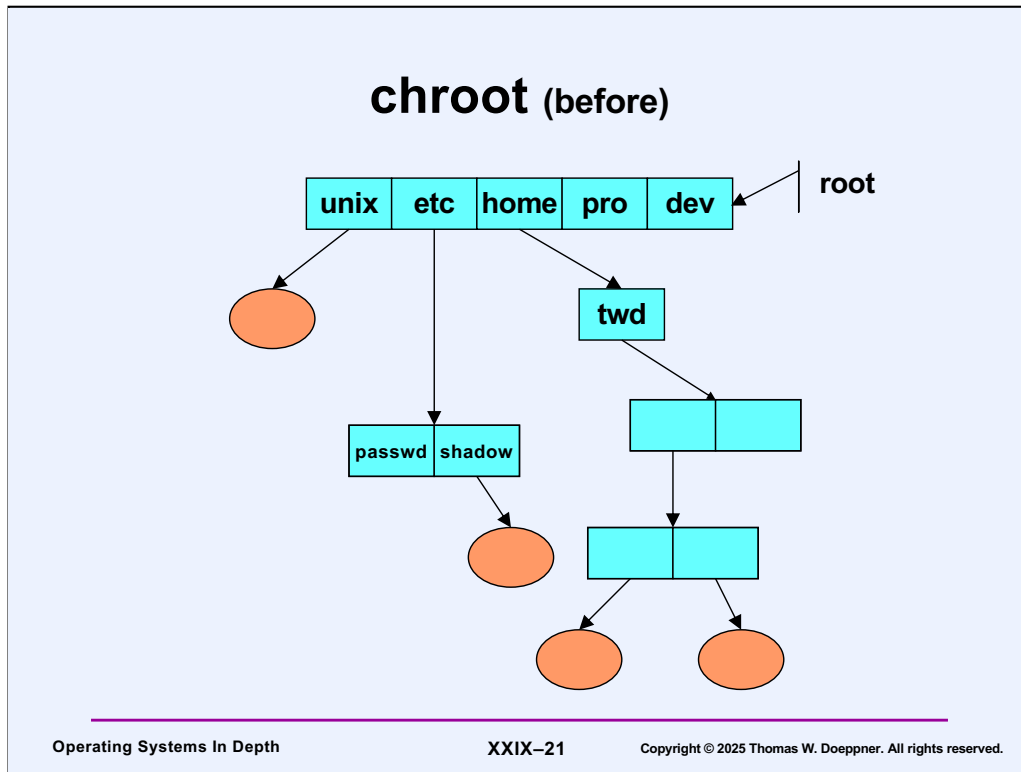 chroot (before)
root
unix etc home pro dev
twd
passwd shadow
Operating Systems In Depth XXIX–21 Copyright © 2025 Thomas W. Doeppner. All rights reserved.